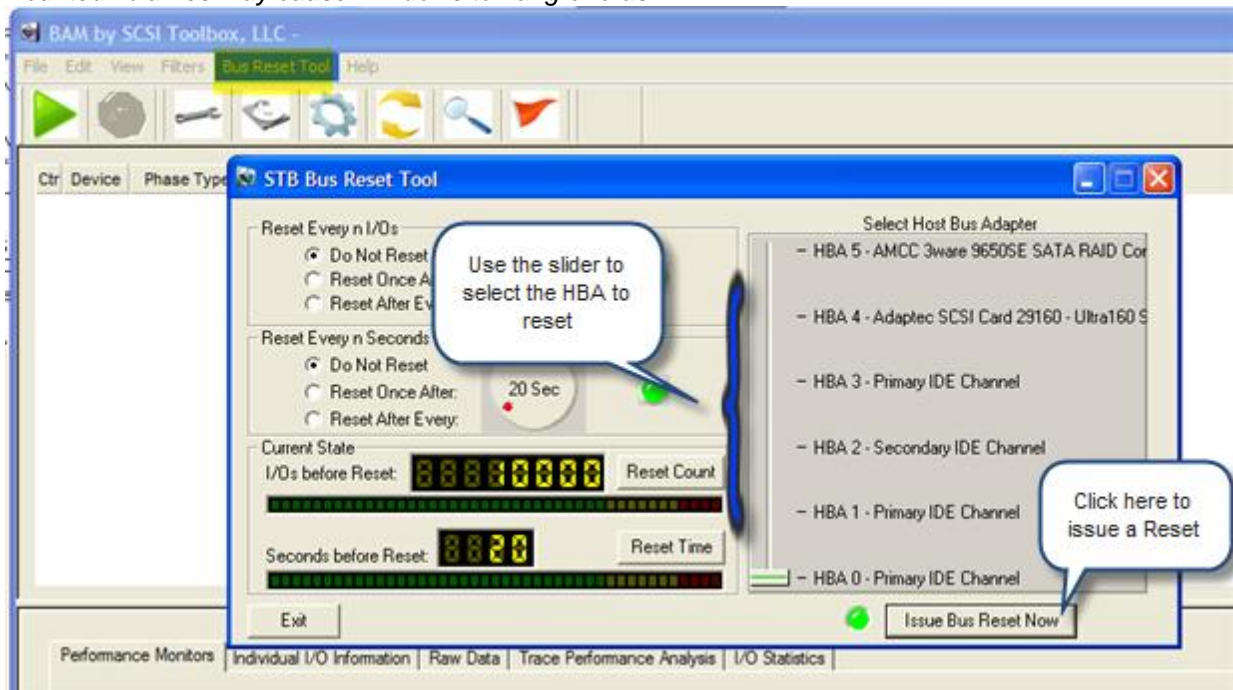 BAM by SCSI Toolbox, LLC -
File Edit View Filters Bus Reset Tool Help
Ctr Device Phase Type
STB Bus Reset Tool
Reset Every n I/Os
Do Not Reset
Reset Once
Reset After
Use the slider to
select the HBA to
reset
Reset Every n Seconds
Do Not Reset
Reset Once After:
Reset After Every:
20 Sec
Current State
I/Os before Reset:
10000
Reset Count
Seconds before Reset:
20
Reset Time
Exit
Select Host Bus Adapter
HBA 5 - AMCC 3ware 9650SE SATA RAID
HBA 4 - Adaptec SCSI Card 29160 - Ultra160
HBA 3 - Primary IDE Channel
HBA 2 - Secondary IDE Channel
HBA 1 - Primary IDE Channel
HBA 0 - Primary IDE Channel
Click here to
issue a Reset
Issue Bus Reset Now
Performance Monitors Individual I/O Information Raw Data Trace Performance Analysis I/O Statistics